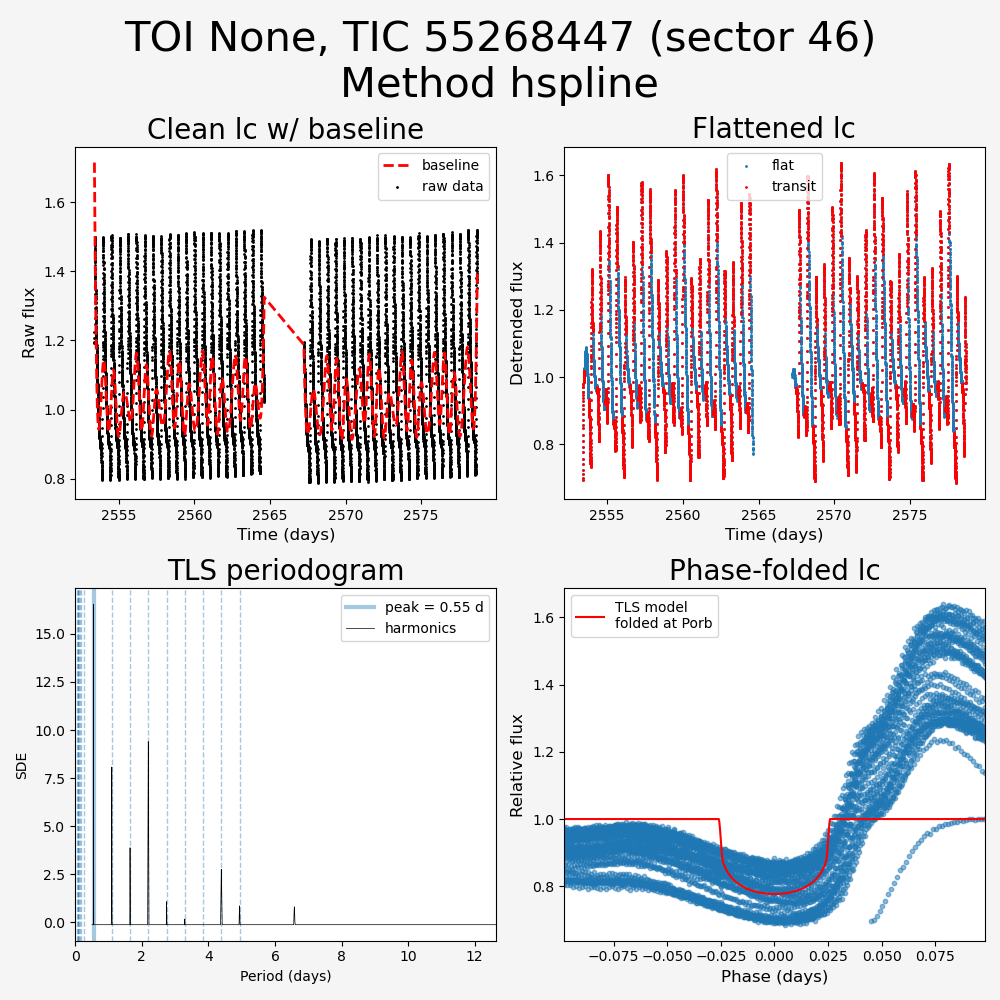 TOI None, TIC 55268447 (sector 46)
Method hspline
Clean lc w/ baseline
baseline
raw data
Raw flux
1.6
1.4
1.2
1.0
0.8
2555 2560 2565 2570 2575
Time (days)
Flattened lc
flat
transit
Detrended flux
1.6
1.4
1.2
1.0
0.8
2555 2560 2565 2570 2575
Time (days)
TLS periodogram
peak = 0.55 d
harmonics
SDE
15.0
12.5
10.0
7.5
5.0
2.5
0.0
0 2 4 6 8 10 12
Period (days)
Phase-folded lc
TLS model
folded at Porb
Relative flux
1.6
1.4
1.2
1.0
0.8
−0.075 −0.050 −0.025 0.000 0.025 0.050 0.075
Phase (days)